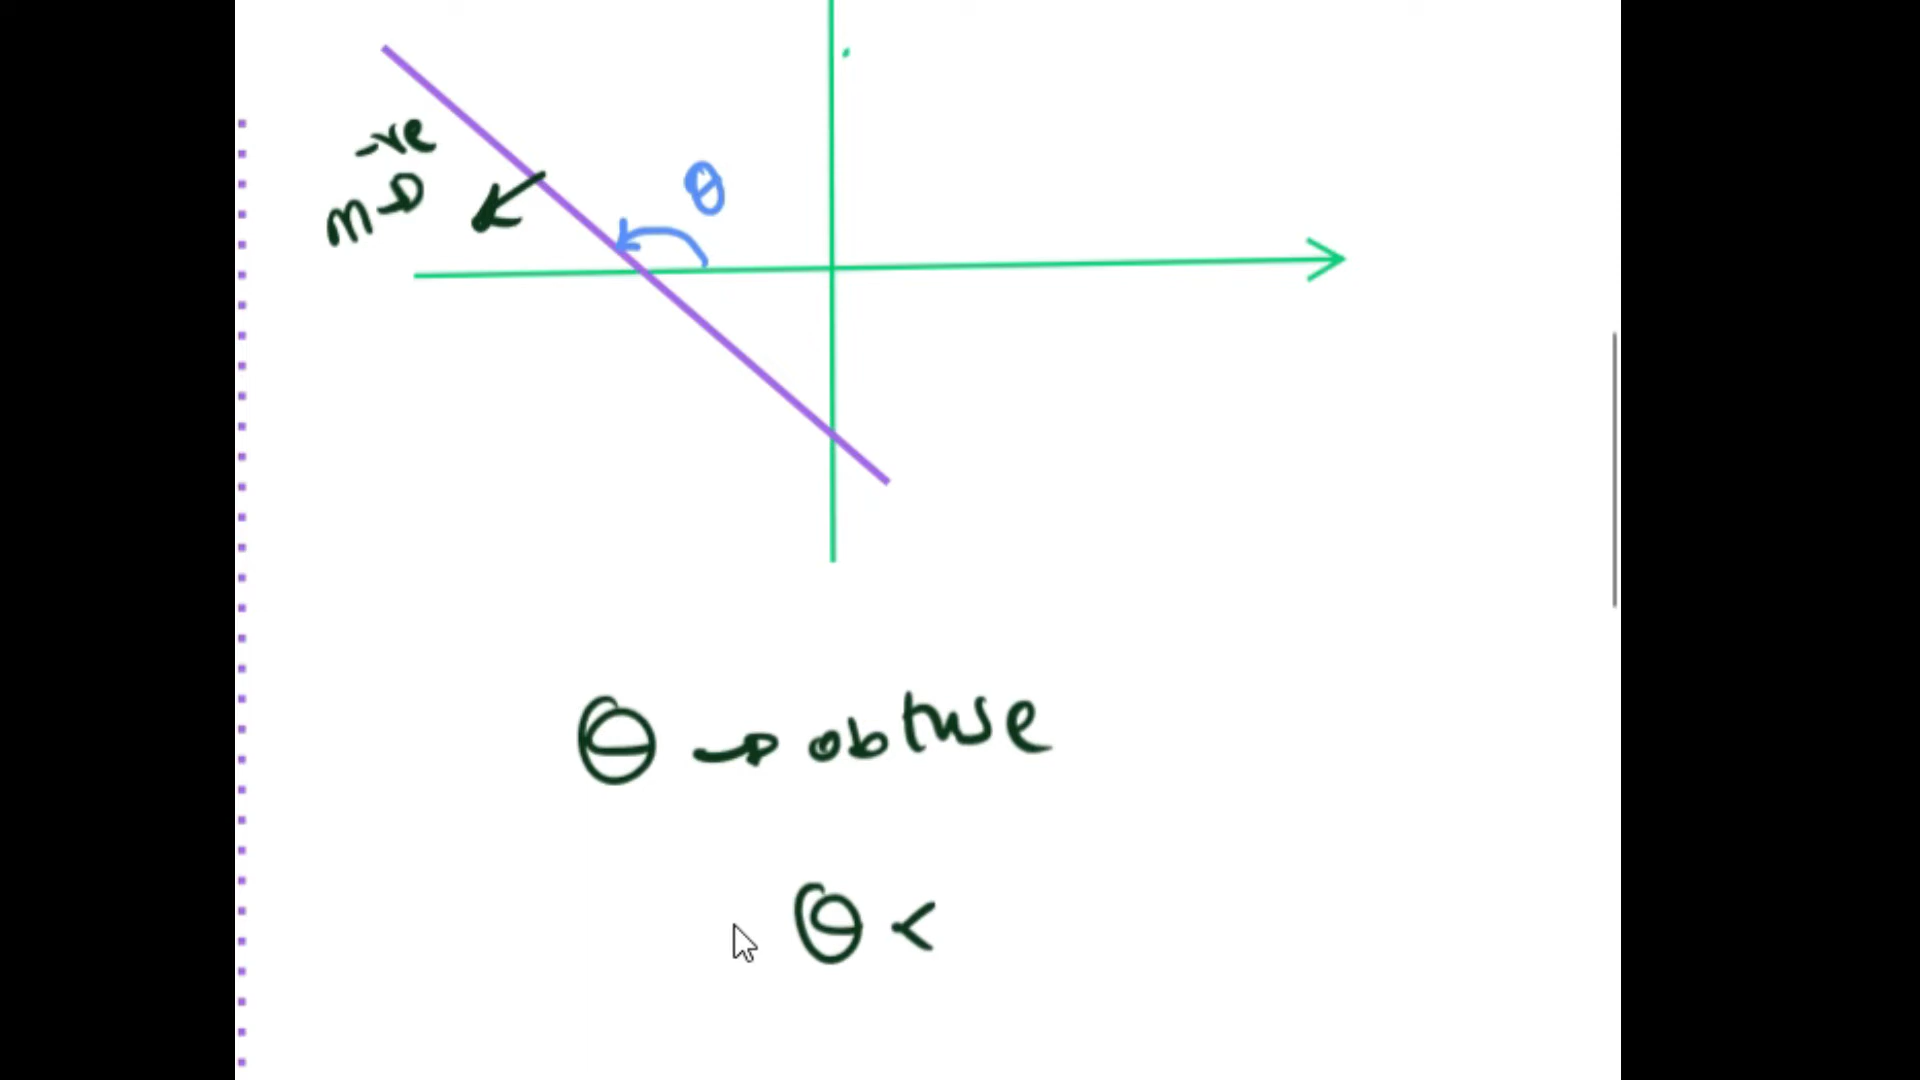 -ve
m→
θ
θ → obtuse
θ <